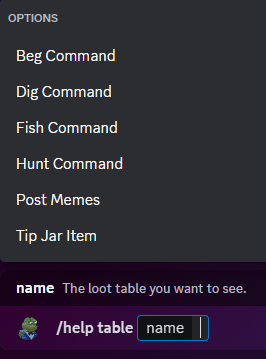 OPTIONS
Beg Command
Dig Command
Fish Command
Hunt Command
Post Memes
Tip Jar Item
name The loot table you want to see.
/help table name